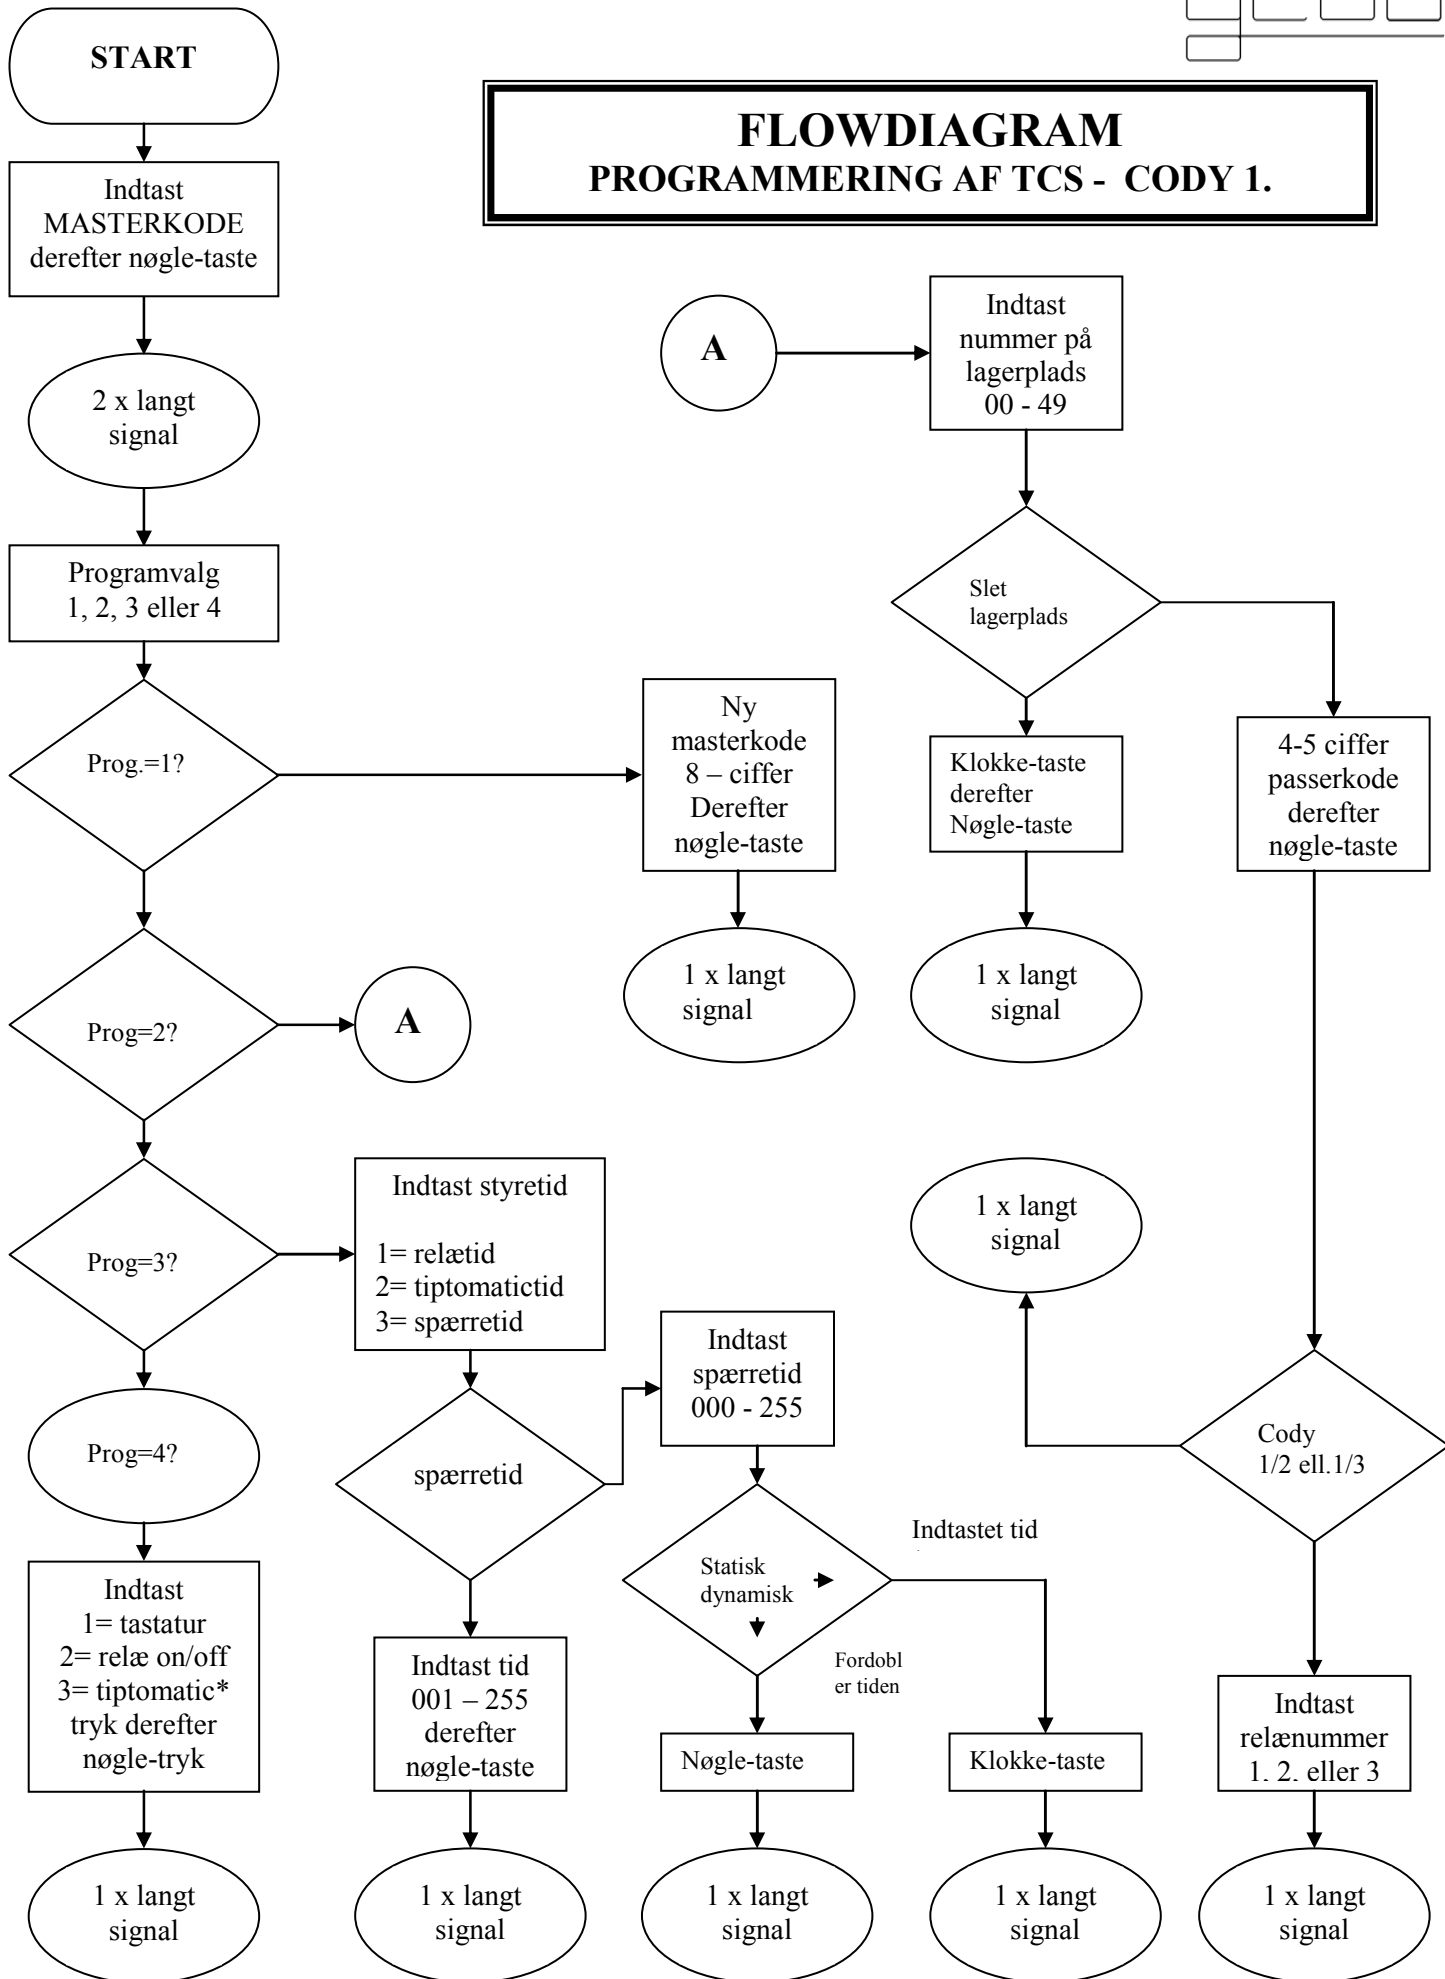 START
FLOWDIAGRAM
PROGRAMMERING AF TCS - CODY 1.
Indtast
MASTERKODE
derefter nøgle-taste
2 x langt
signal
Programvalg
1, 2, 3 eller 4
Prog.=1?
Ny
masterkode
8 – ciffer
Derefter
nøgle-taste
1 x langt
signal
Prog=2?
A
Prog=3?
Indtast styretid
1= relætid
2= tiptomatictid
3= spærretid
Prog=4?
Indtast
1= tastatur
2= relæ on/off
3= tiptomatic*
tryk derefter
nøgle-tryk
1 x langt
signal
spærretid
Indtast tid
001 – 255
derefter
nøgle-taste
1 x langt
signal
Indtast
spærretid
000 - 255
Statisk
dynamisk
Indtastet tid
Fordobl
er tiden
Nøgle-taste
1 x langt
signal
Klokke-taste
1 x langt
signal
A
Indtast
nummer på
lagerplads
00 - 49
Slet
lagerplads
Klokke-taste
derefter
Nøgle-taste
1 x langt
signal
4-5 ciffer
passerkode
derefter
nøgle-taste
1 x langt
signal
Cody
1/2 ell.1/3
Indtast
relænummer
1, 2, eller 3
1 x langt
signal